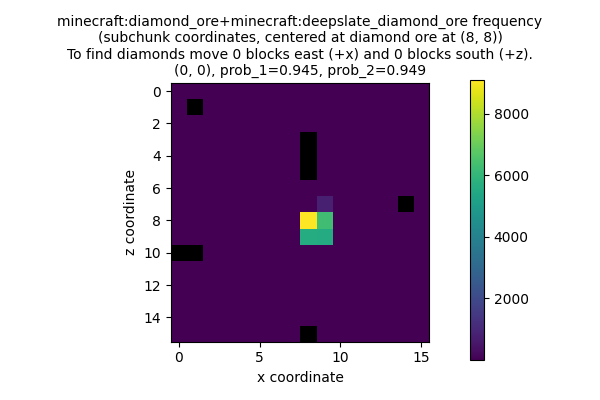 minecraft:diamond_ore+minecraft:deepslate_diamond_ore frequency
(subchunk coordinates, centered at diamond ore at (8, 8))
To find diamonds move 0 blocks east (+x) and 0 blocks south (+z).
(0, 0), prob_1=0.945, prob_2=0.949
0
2
4
6
8
10
12
14
z coordinate
0
5
10
15
x coordinate
8000
6000
4000
2000